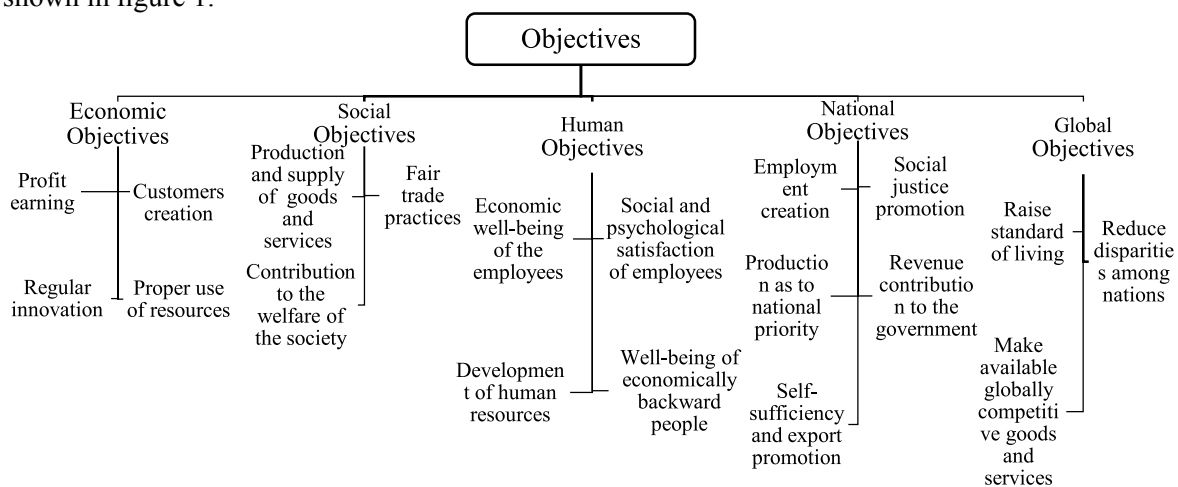 shown in figure 1.
Objectives
Economic
Objectives
Profit
earning
Customers
creation
Regular
innovation
Proper use
of resources
Social
Objectives
Production
and supply
of goods
and
services
Fair
trade
practices
Contribution
to the
welfare of
the society
Human
Objectives
Economic
well-being
of the
employees
Social and
psychological
satisfaction
of employees
Developmen
t of human
resources
Well-being of
economically
backward
people
National
Objectives
Employm
ent
creation
Social
justice
promotion
Productio
n as to
national
priority
Revenue
contributio
n to the
government
Self-
sufficiency
and export
promotion
Global
Objectives
Raise
standard
of living
Reduce
disparitie
s among
nations
Make
available
globally
competiti
ve goods
and
services